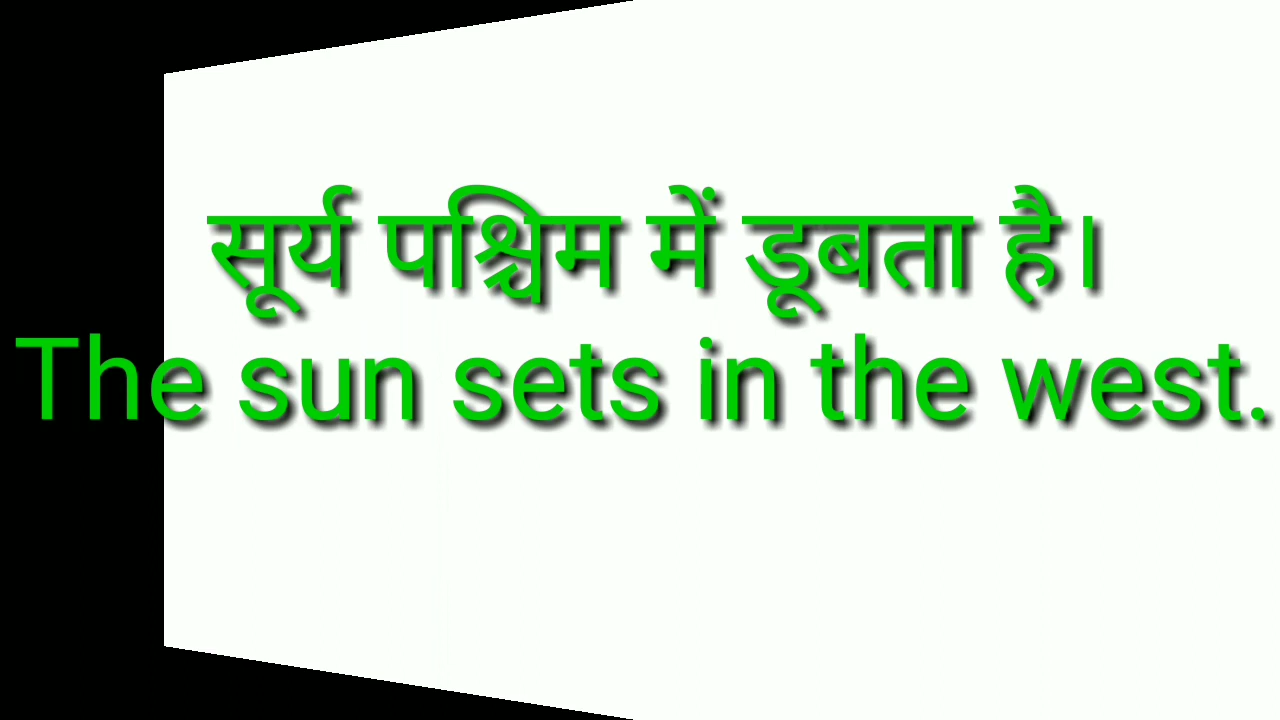 सूर्य पश्चिम में डूबता है।
The sun sets in the west.